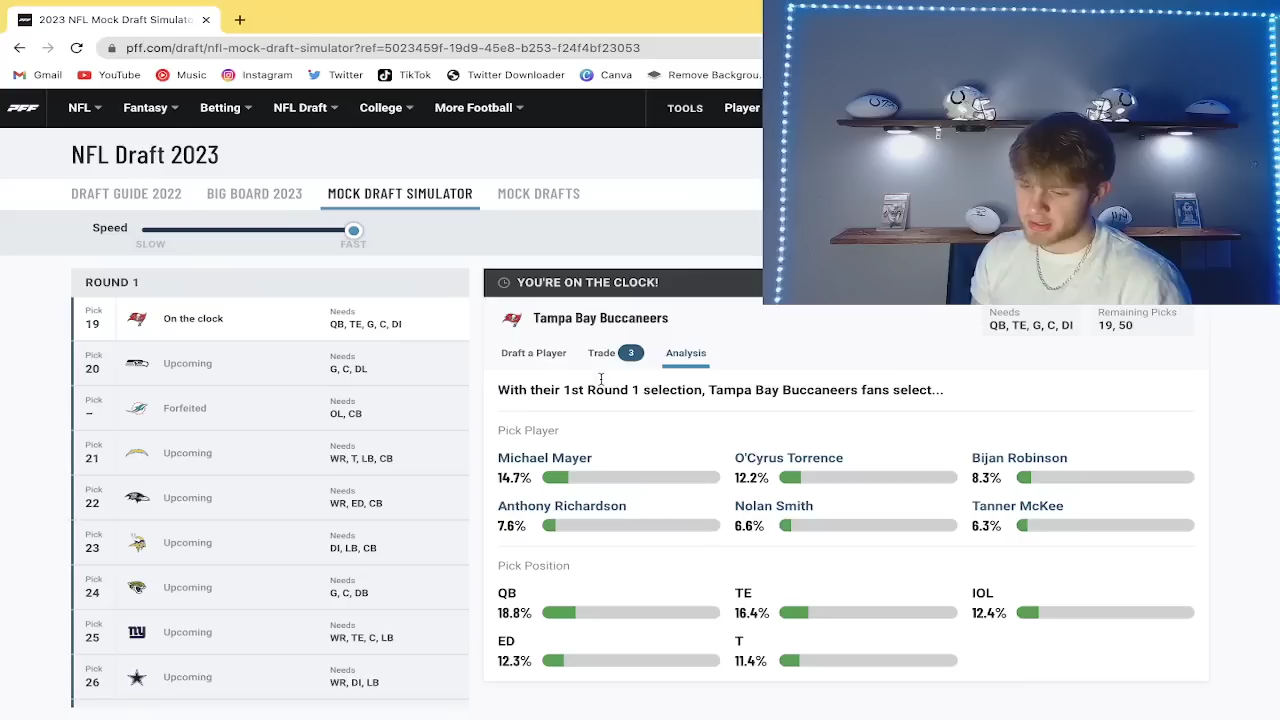 2023 NFL Mock Draft Simulato
pff.com/draft/nfl-mock-draft-simulator?ref=5023459f-19d9-45e8-b253-f24f4bf23053
Gmail YouTube Music Instagram Twitter TikTok Twitter Downloader Canva Remove Backgrou...
PFF NFL Fantasy Betting NFL Draft College More Football TOOLS Player
NFL Draft 2023
DRAFT GUIDE 2022 BIG BOARD 2023 MOCK DRAFT SIMULATOR MOCK DRAFTS
Speed
SLOW FAST
ROUND 1
Pick 19 On the clock Needs QB, TE, G, C, DI
Pick 20 Upcoming Needs G, C, DL
Pick -- Forfeited Needs OL, CB
Pick 21 Upcoming Needs WR, T, LB, CB
Pick 22 Upcoming Needs WR, ED, CB
Pick 23 Upcoming Needs DI, LB, CB
Pick 24 Upcoming Needs G, C, DB
Pick 25 Upcoming Needs WR, TE, C, LB
Pick 26 Upcoming Needs WR, DI, LB
YOU'RE ON THE CLOCK!
Tampa Bay Buccaneers
Needs QB, TE, G, C, DI
Remaining Picks 19, 50
Draft a Player Trade 3 Analysis
With their 1st Round 1 selection, Tampa Bay Buccaneers fans select...
Pick Player
Michael Mayer O'Cyrus Torrence Bijan Robinson
14.7% 12.2% 8.3%
Anthony Richardson Nolan Smith Tanner McKee
7.6% 6.6% 6.3%
Pick Position
QB TE IOL
18.8% 16.4% 12.4%
ED T
12.3% 11.4%